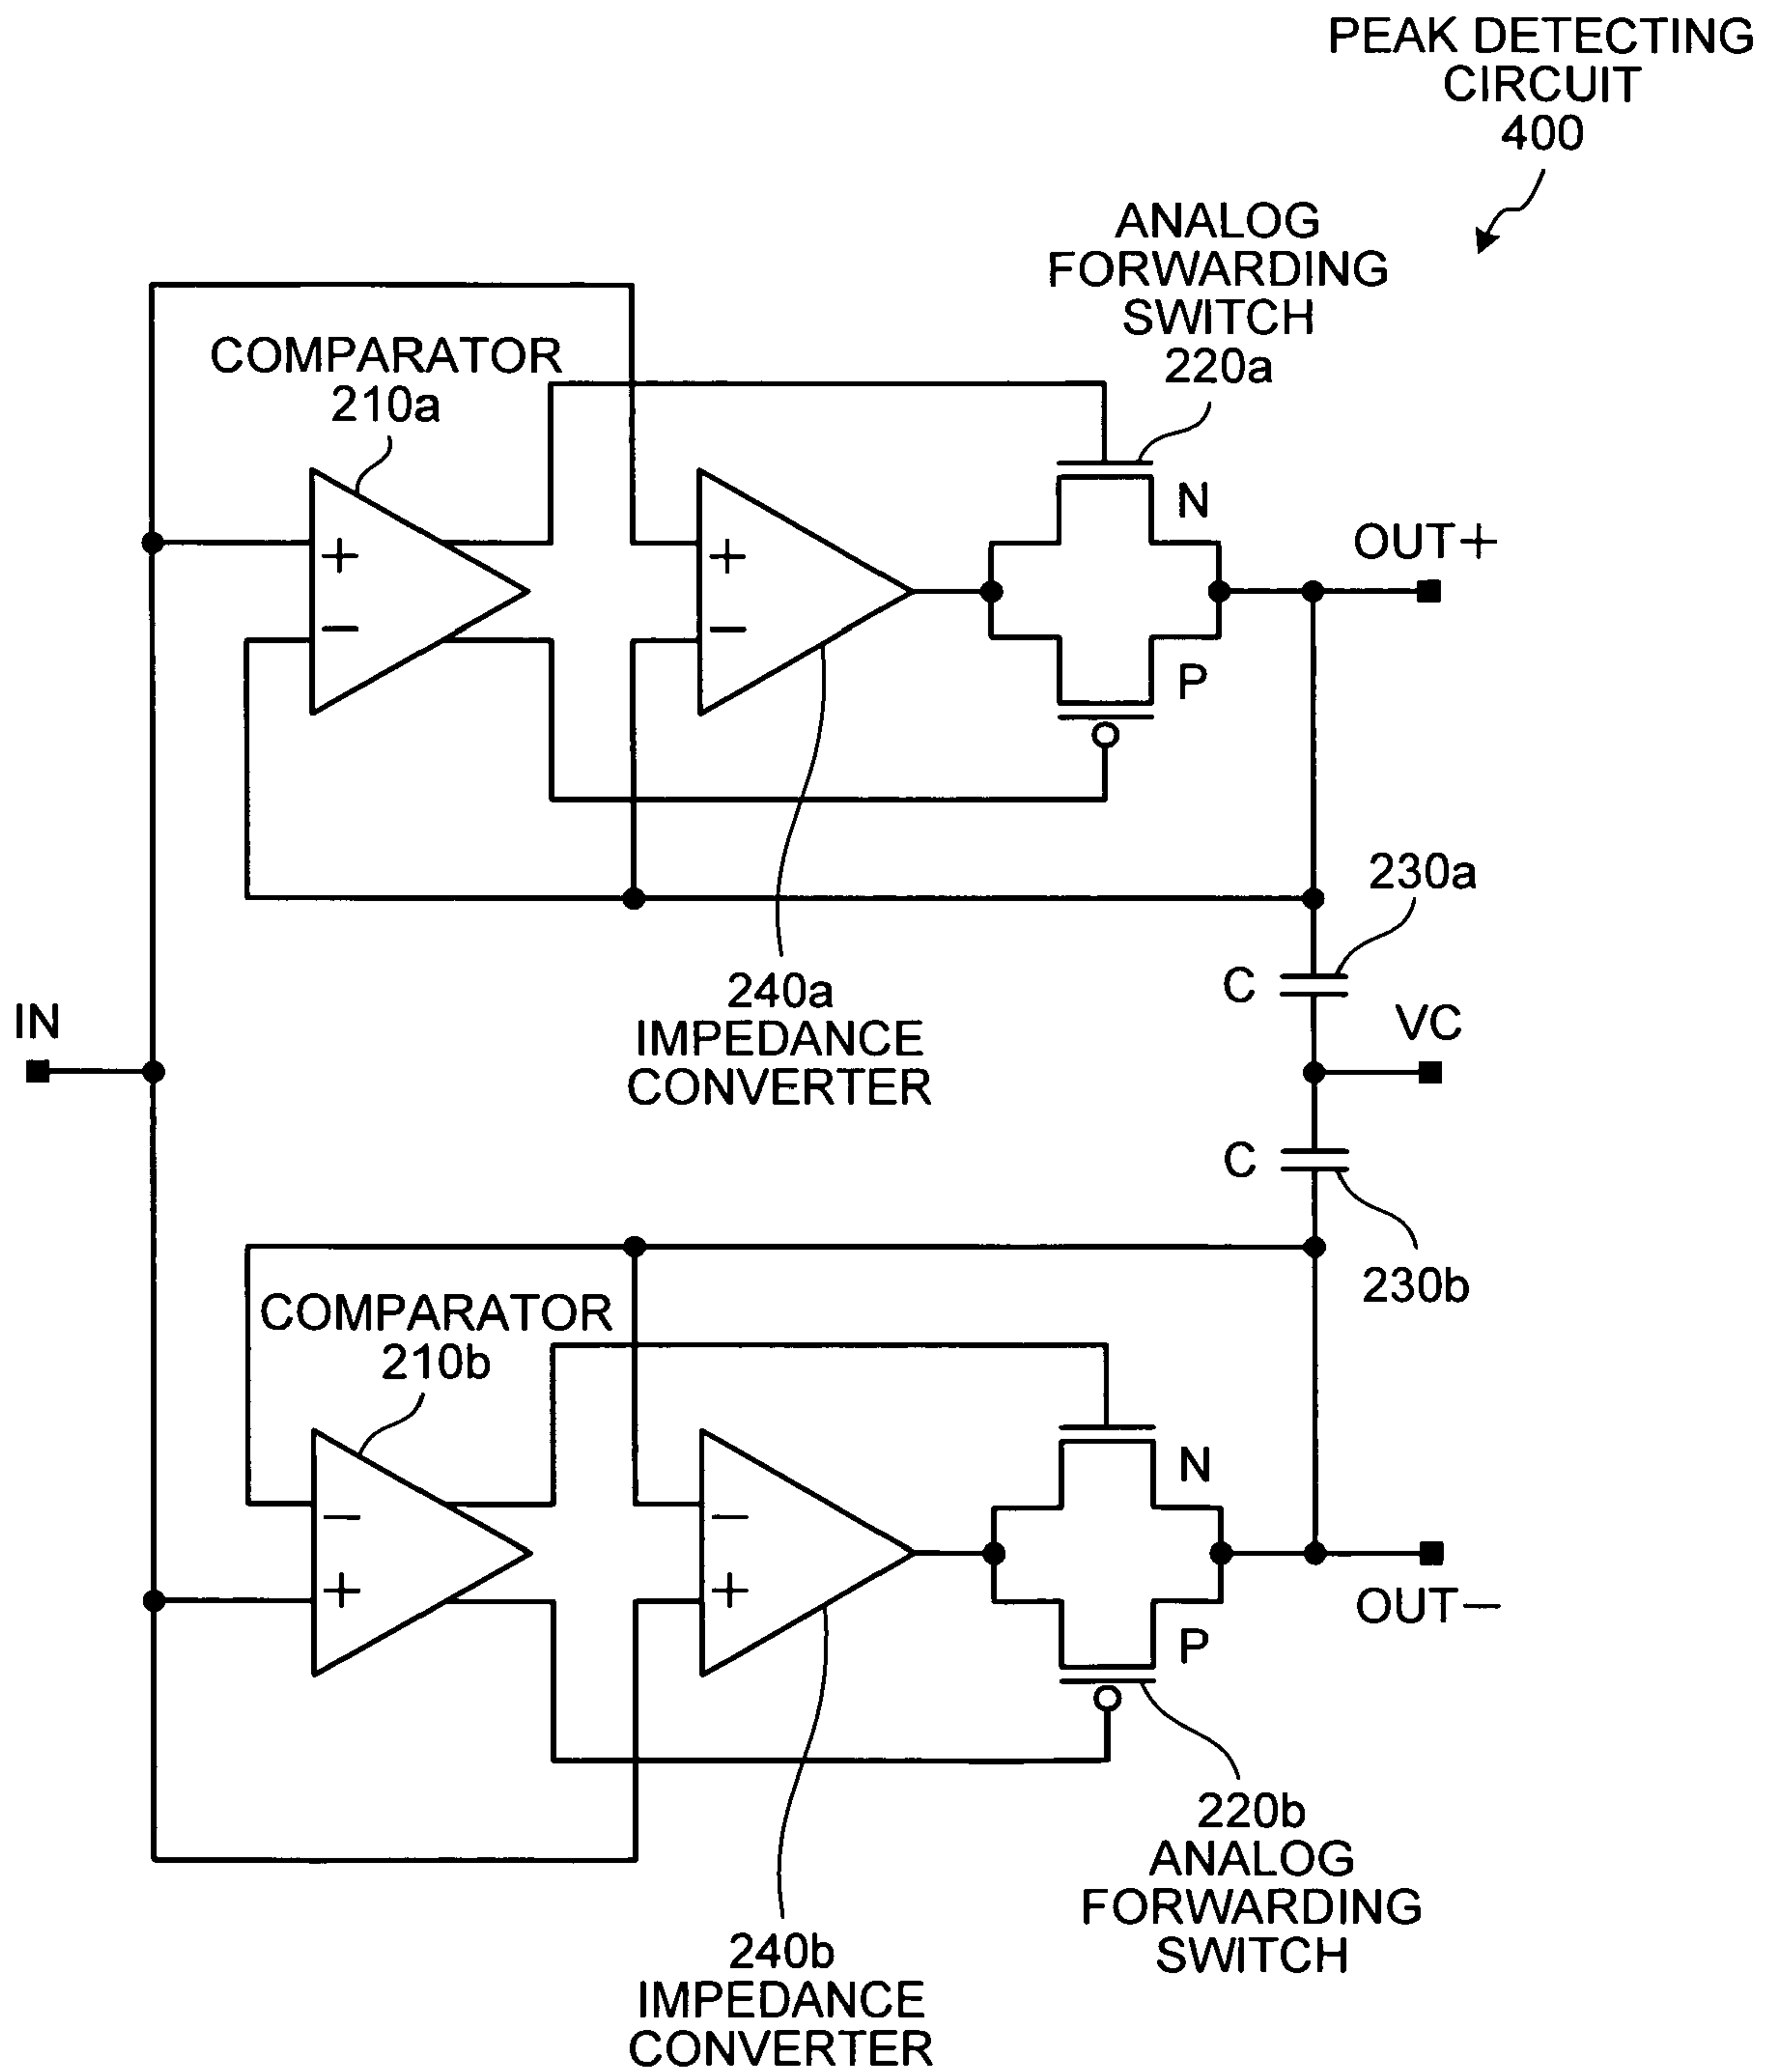 PEAK DETECTING
CIRCUIT
400
ANALOG
FORWARDING
SWITCH
220a
COMPARATOR
210a
+
−
+
−
N
P
OUT+
230a
C
240a
IMPEDANCE
CONVERTER
IN
VC
C
230b
COMPARATOR
210b
−
+
−
+
N
P
OUT−
220b
ANALOG
FORWARDING
SWITCH
240b
IMPEDANCE
CONVERTER